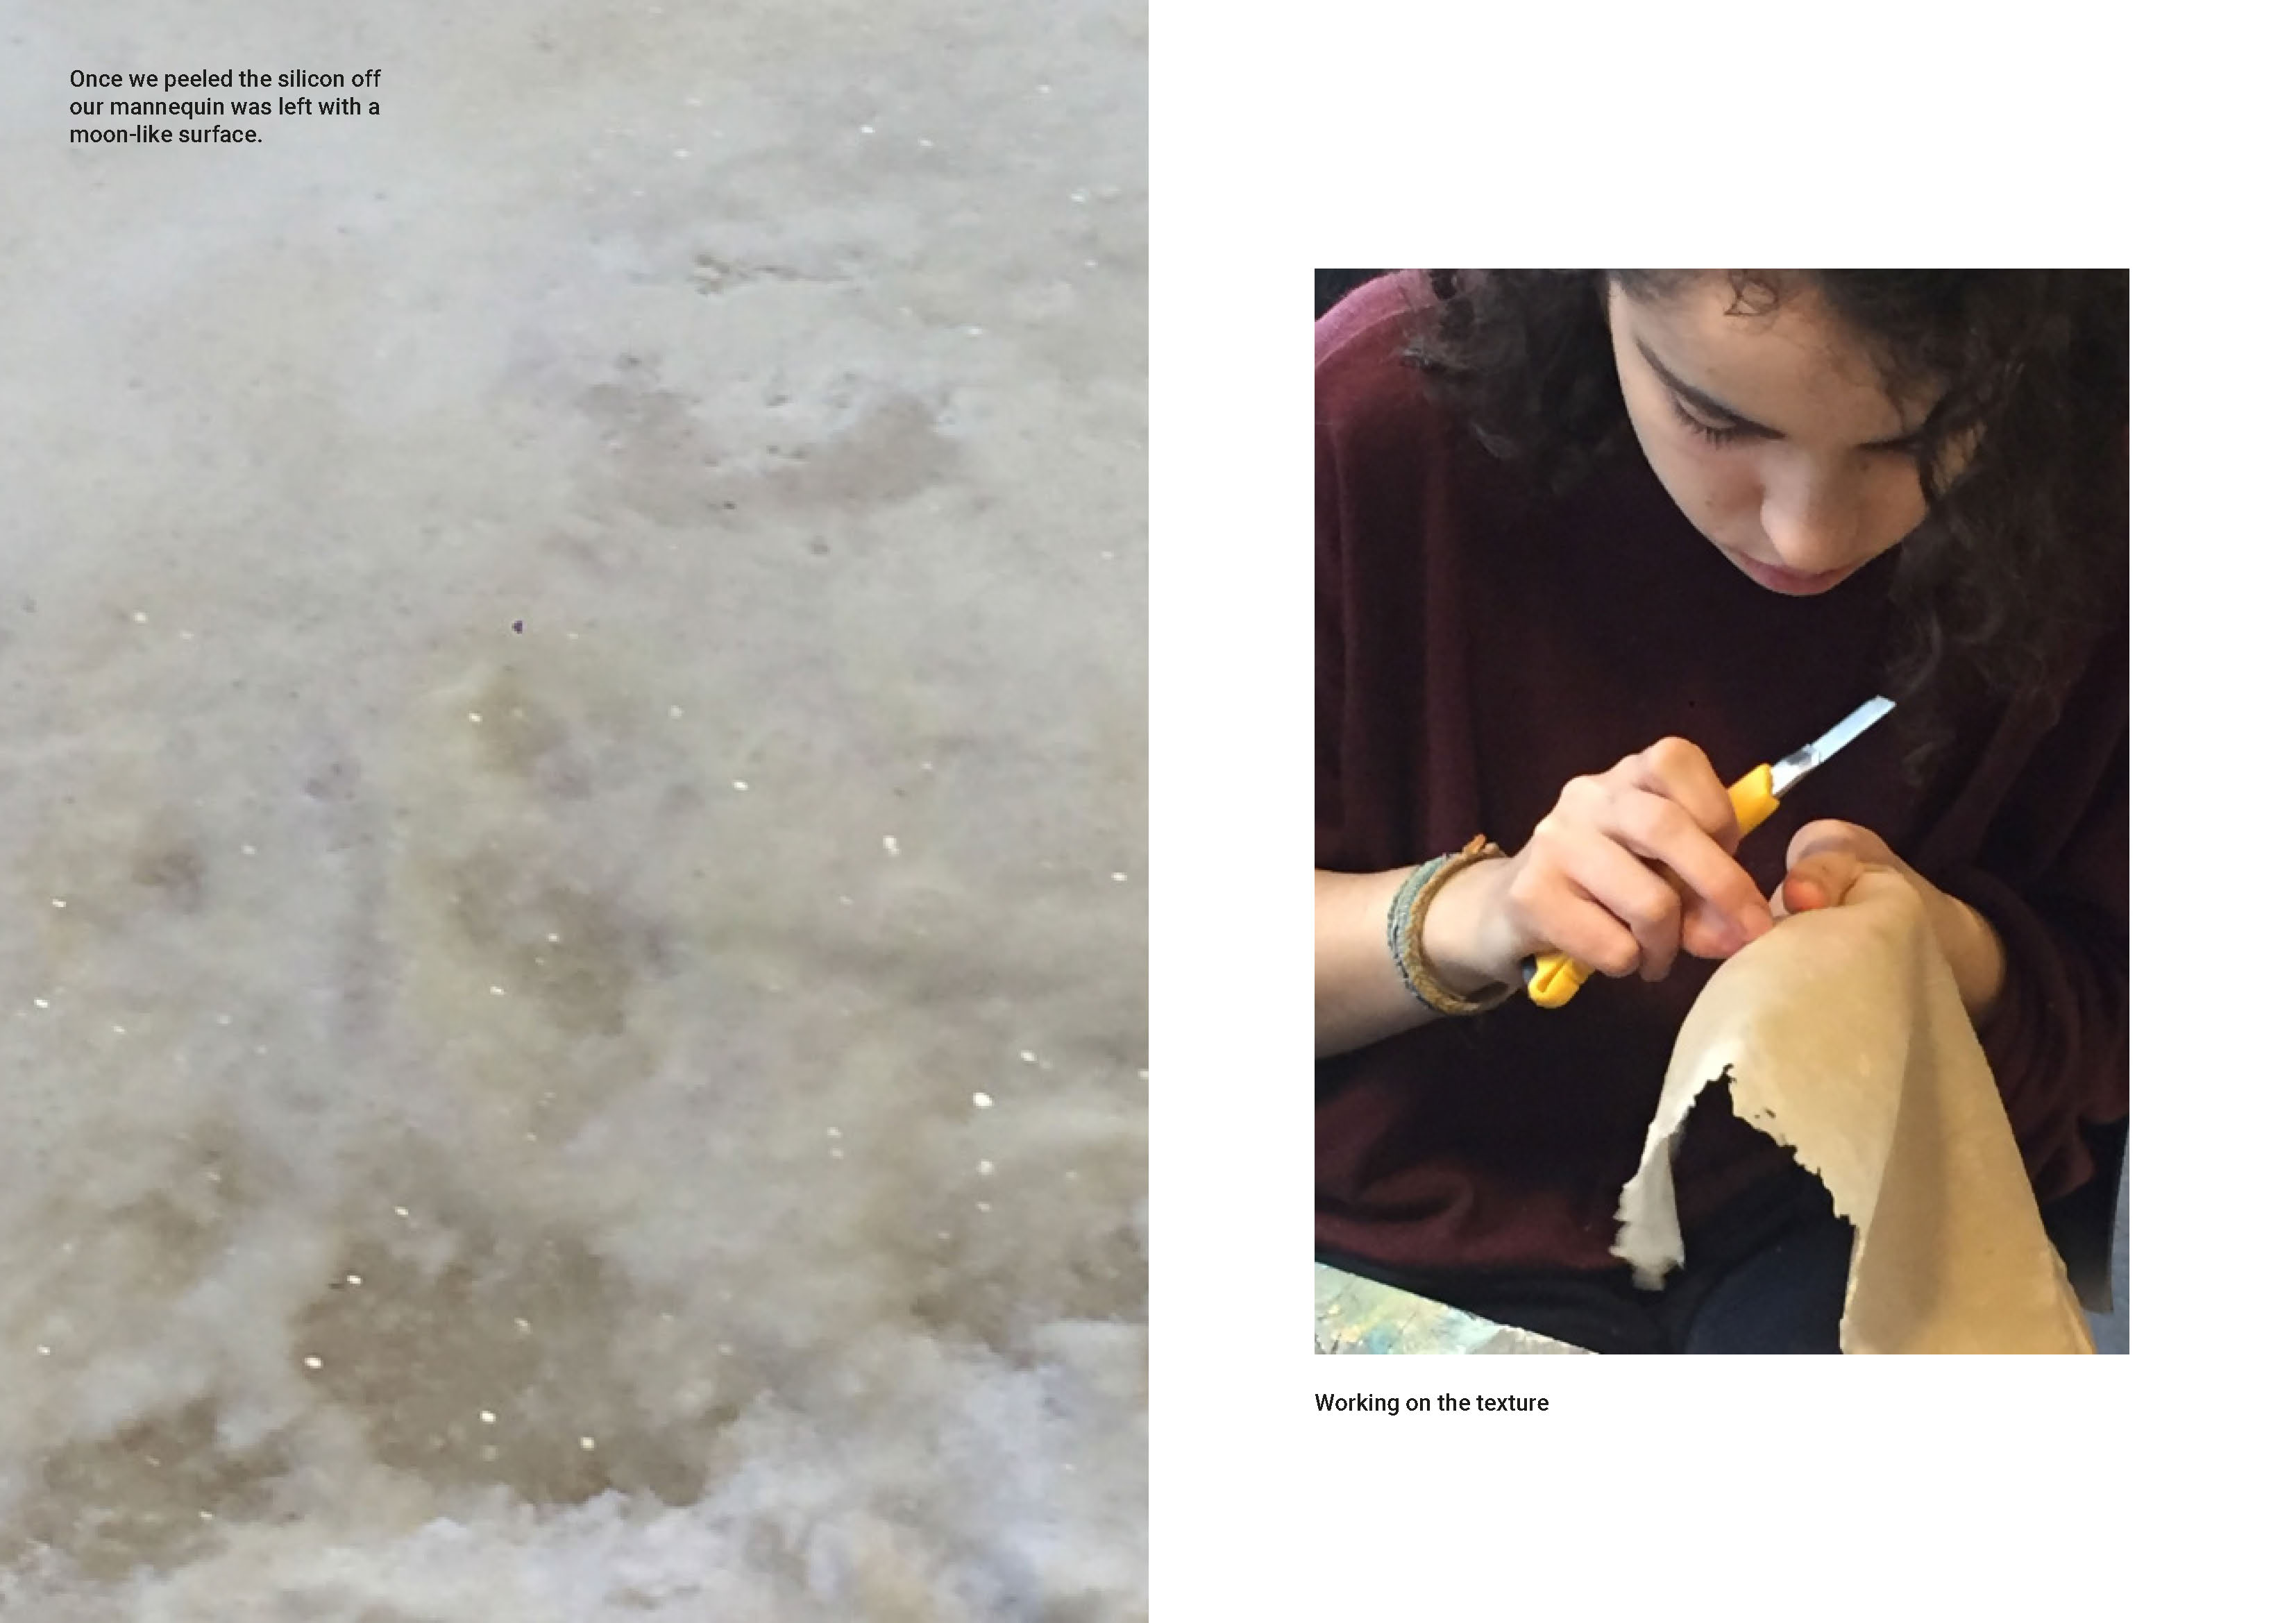 Once we peeled the silicon off
our mannequin was left with a
moon-like surface.
Working on the texture